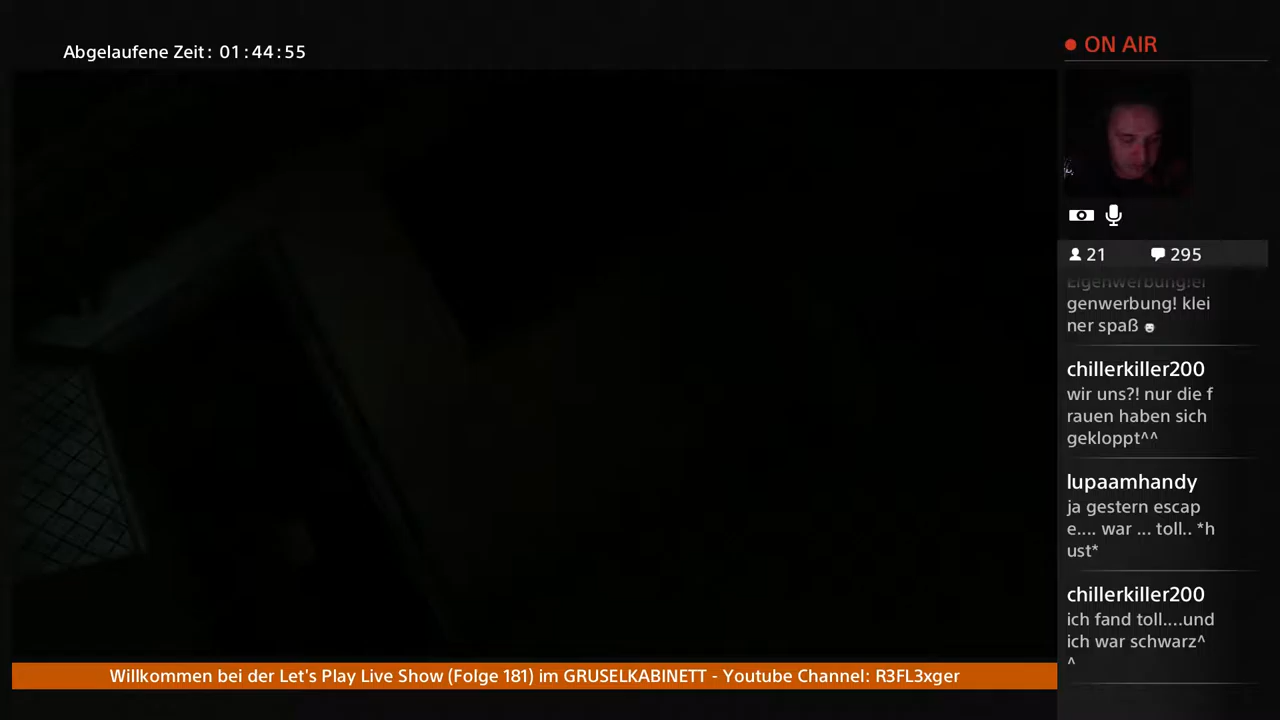 Abgelaufene Zeit: 01:44:55
ON AIR
21 295
genwerbung! klei
ner spaß
chillerkiller200
wir uns?! nur die f
rauen haben sich
gekloppt^^
lupaamhandy
ja gestern escap
e.... war ... toll.. *h
ust*
chillerkiller200
ich fand toll....und
ich war schwarz^
^
Willkommen bei der Let's Play Live Show (Folge 181) im GRUSELKABINETT - Youtube Channel: R3FL3xger